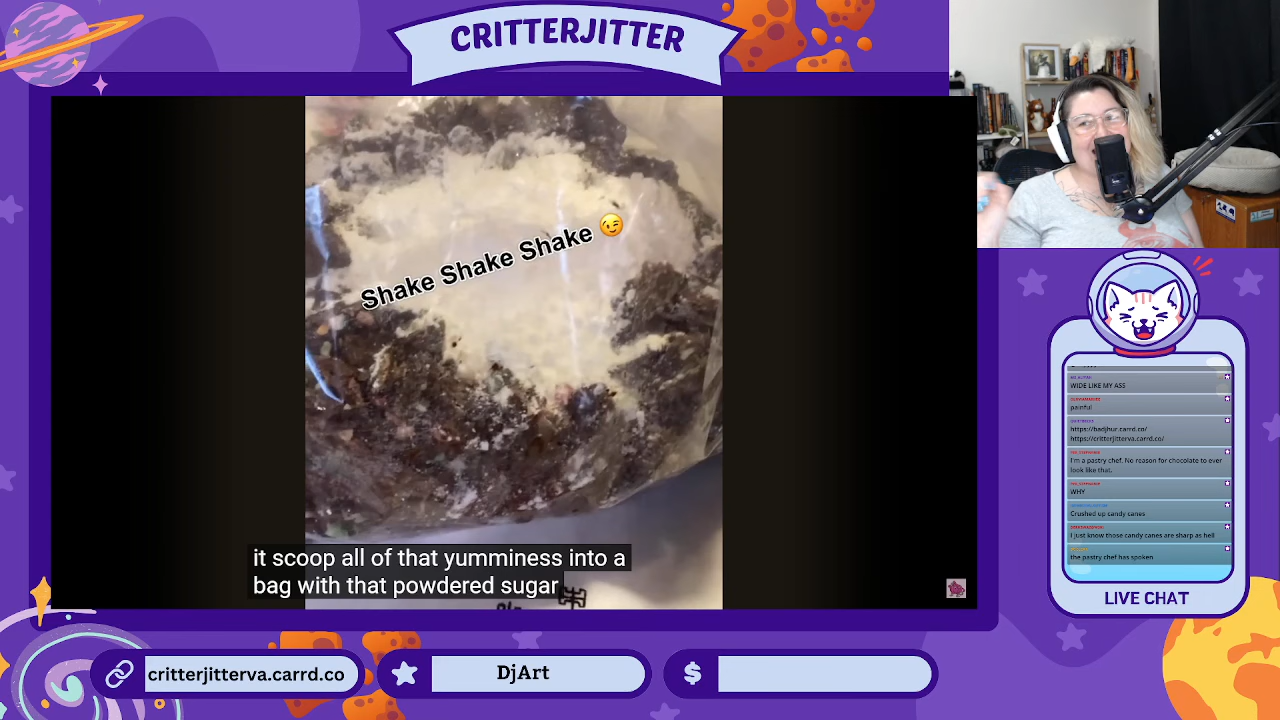 CRITTERJITTER
Shake Shake Shake
it scoop all of that yumminess into a
bag with that powdered sugar
WIDE LIKE MY ASS
painful
https://badjhur.carrd.co/
https://critterjitterva.carrd.co/
I'm a pastry chef. No reason for chocolate to ever
look like that.
WHY
Crushed up candy canes
I just know those candy canes are sharp as hell
the pastry chef has spoken
LIVE CHAT
critterjitterva.carrd.co
DjArt
$